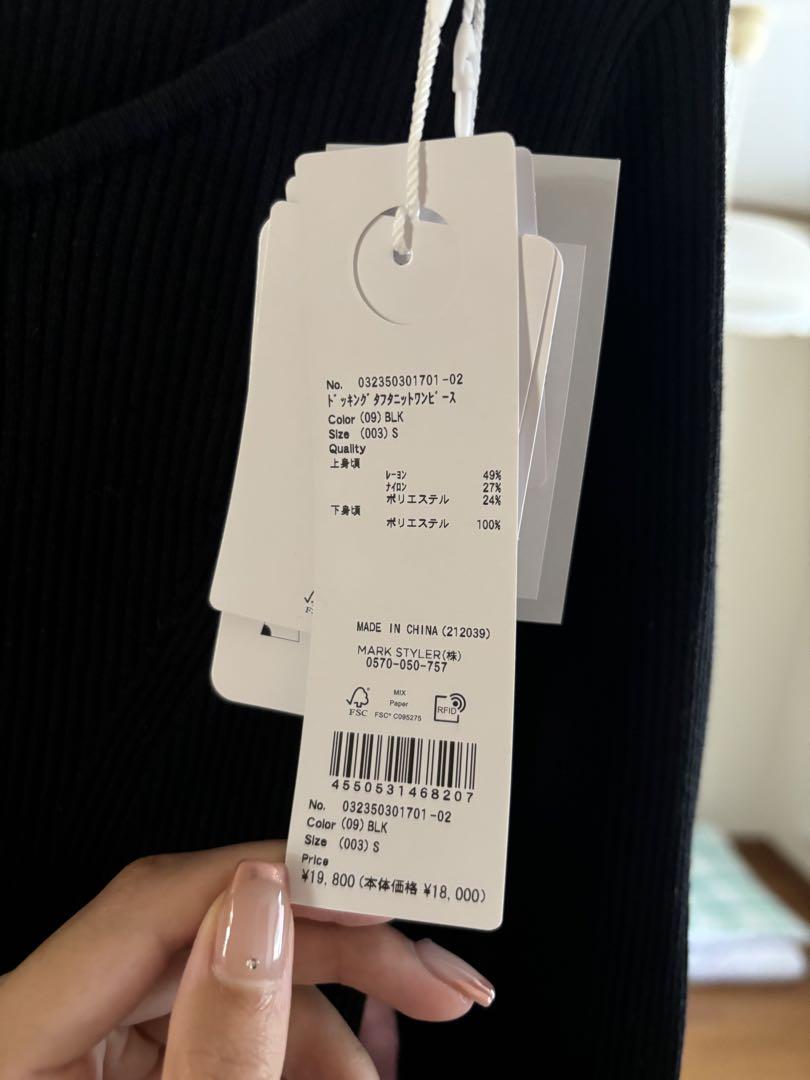 No. 032350301701-02
ﾄﾞｯｷﾝｸﾞﾀﾌﾀﾆｯﾄﾜﾝﾋﾟｰｽ
Color (09) BLK
Size (003) S
Quality
上身頃
ﾚｰﾖﾝ 49%
ﾅｲﾛﾝ 27%
ポリエステル 24%
下身頃
ポリエステル 100%
MADE IN CHINA (212039)
MARK STYLER(株)
0570-050-757
FSC
MIX
Paper
FSC® C095275
RFID
4550531468207
No. 032350301701-02
Color (09) BLK
Size (003) S
Price
¥19,800 (本体価格 ¥18,000)